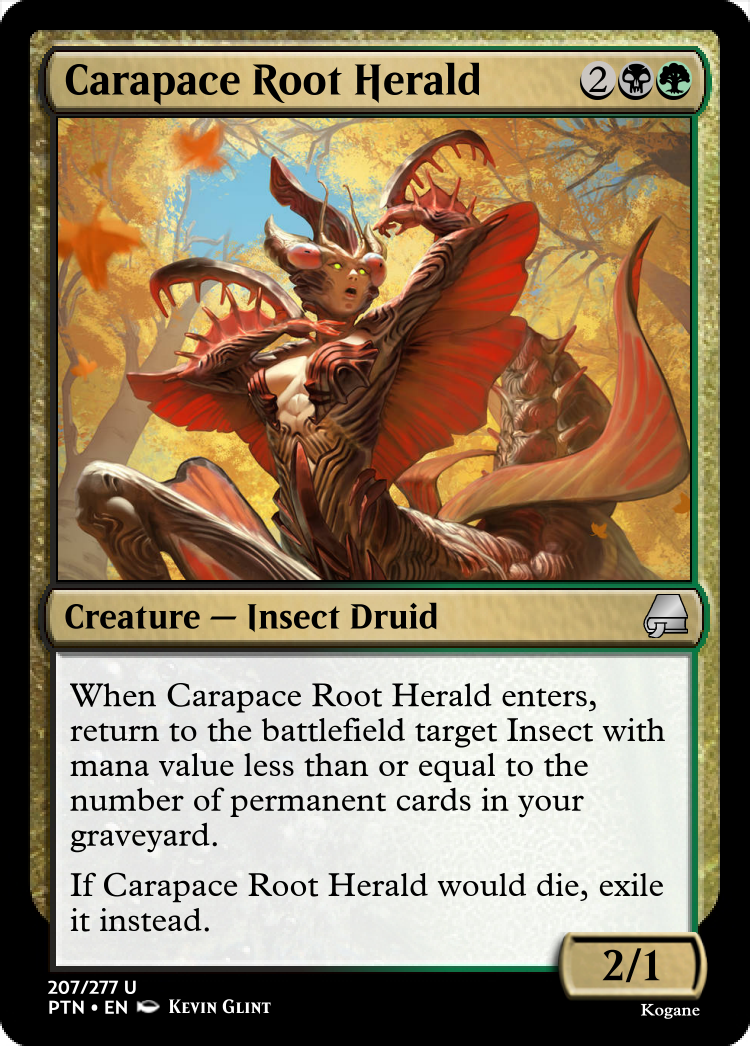 Carapace Root Herald 2
Creature — Insect Druid
When Carapace Root Herald enters,
return to the battlefield target Insect with
mana value less than or equal to the
number of permanent cards in your
graveyard.
If Carapace Root Herald would die, exile
it instead.
2/1
207/277 U
PTN • EN Kevin Glint
Kogane